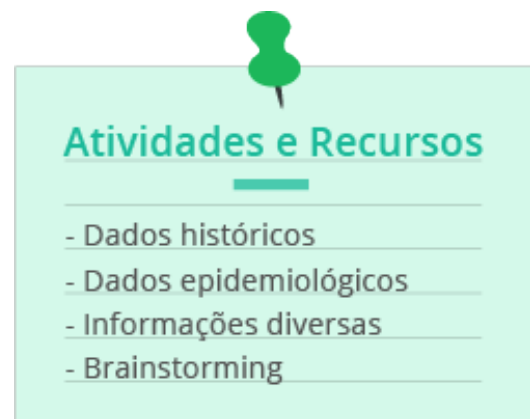 Atividades e Recursos
- Dados históricos
- Dados epidemiológicos
- Informações diversas
- Brainstorming